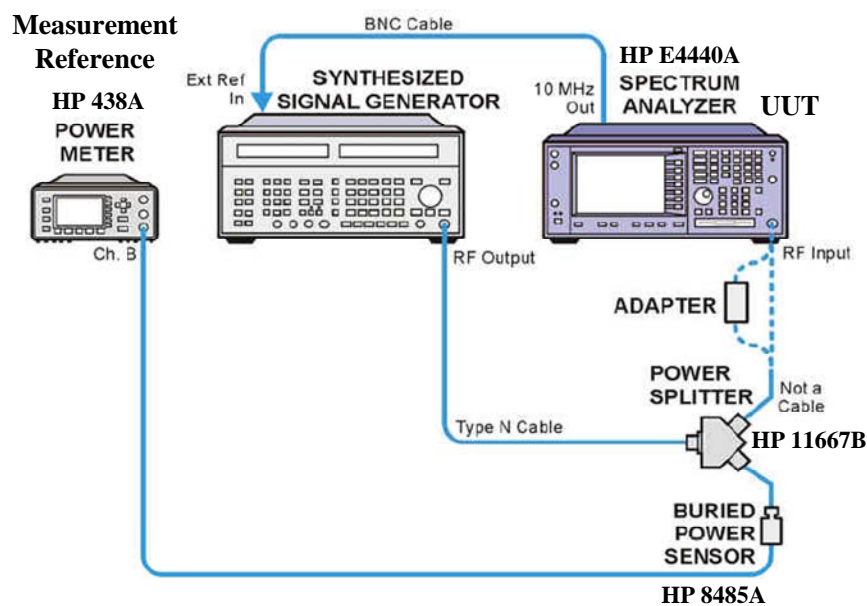 Measurement
Reference
HP 438A
POWER
METER
Ch. B
BNC Cable
Ext Ref
In
SYNTHESIZED
SIGNAL GENERATOR
RF Output
10 MHz
Out
HP E4440A
SPECTRUM
ANALYZER
UUT
RF Input
ADAPTER
POWER
SPLITTER
Not a
Cable
Type N Cable
HP 11667B
BURIED
POWER
SENSOR
HP 8485A